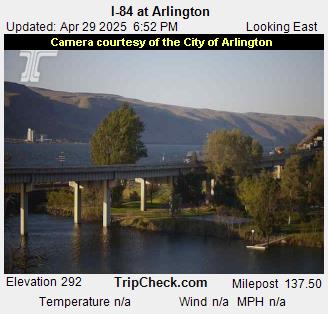 I-84 at Arlington
Updated: Apr 29 2025 6:52 PM Looking East
Camera courtesy of the City of Arlington
Elevation 292 TripCheck.com Milepost 137.50
Temperature n/a Wind n/a MPH n/a